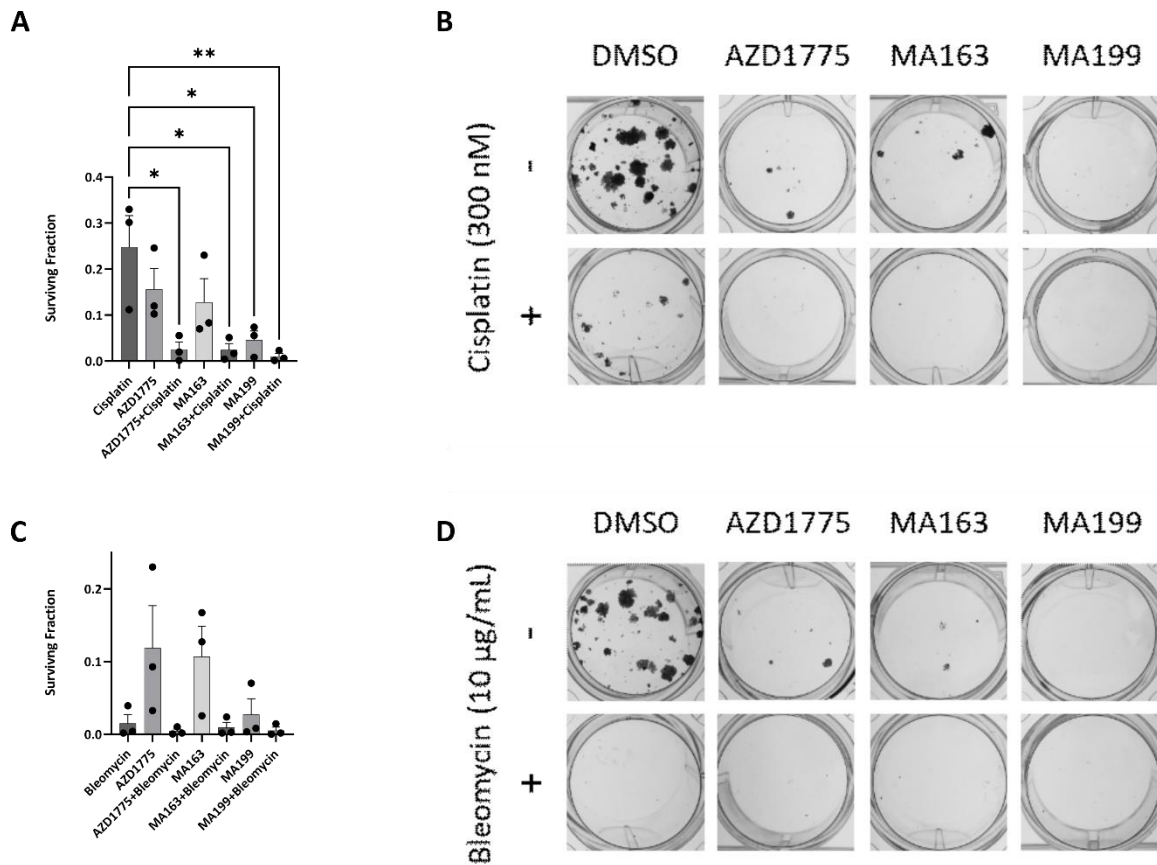 A
**
*
*
*
0.4
0.3
0.2
0.1
0.0
Survivng Fraction
Cisplatin
AZD1775
AZD1775+Cisplatin
MA163
MA163+Cisplatin
MA199
MA199+Cisplatin
B
DMSO AZD1775 MA163 MA199
Cisplatin (300 nM)
-
+
C
0.2
0.1
0.0
Survivng Fraction
Bleomycin
AZD1775
AZD1775+Bleomycin
MA163
MA163+Bleomycin
MA199
MA199+Bleomycin
D
DMSO AZD1775 MA163 MA199
Bleomycin (10 µg/mL)
-
+